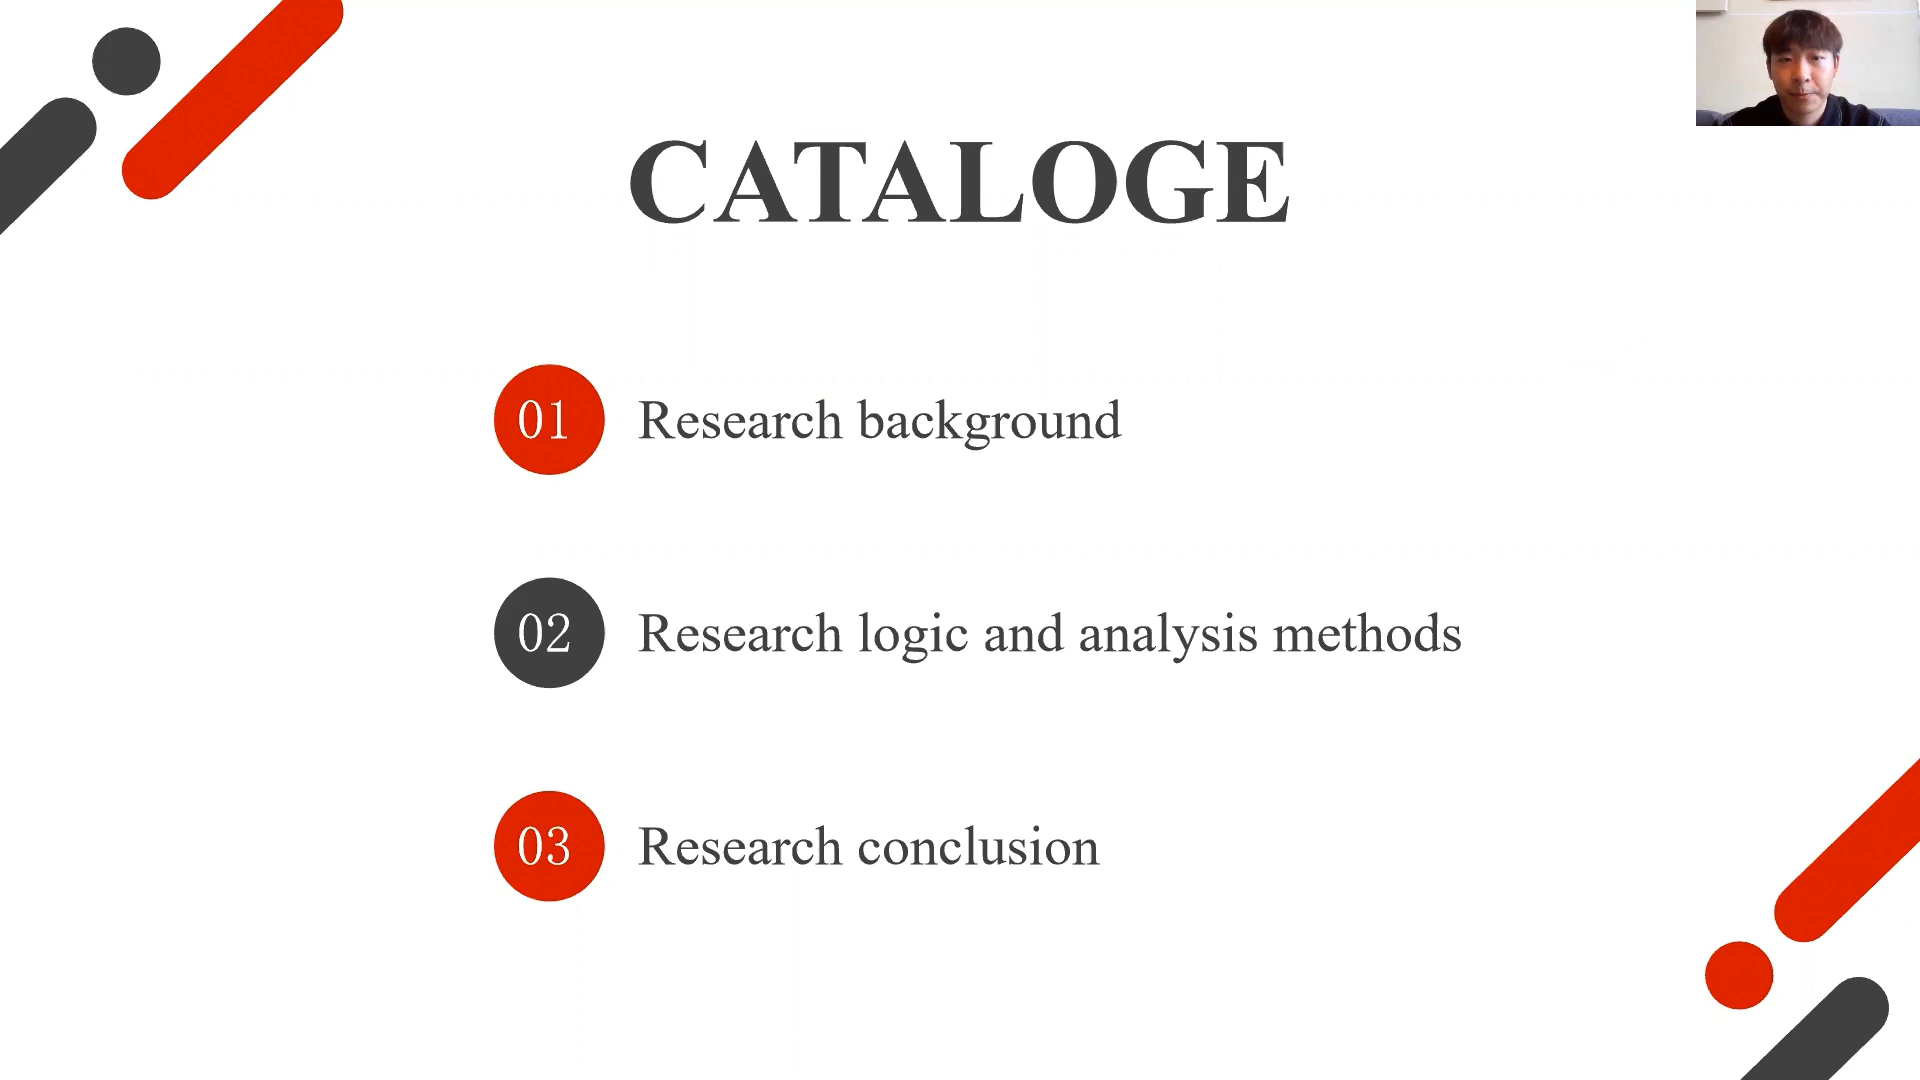 CATALOGE
01 Research background
02 Research logic and analysis methods
03 Research conclusion